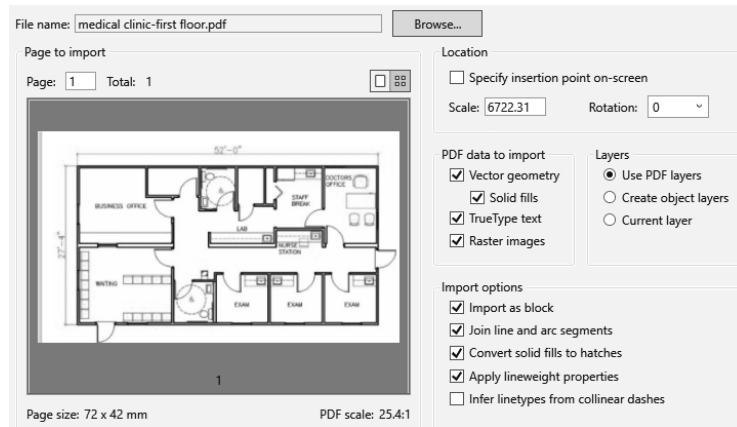 File name: medical clinic-first floor.pdf Browse...
Page to import
Page: 1 Total: 1
52'-0"
27'-4"
BUSINESS OFFICE
STAFF
BREAK
DOCTORS
OFFICE
LAB
NURSE
STATION
WAITING
EXAM EXAM EXAM
1
Page size: 72 x 42 mm PDF scale: 25.4:1
Location
Specify insertion point on-screen
Scale: 6722.31 Rotation: 0
PDF data to import
Vector geometry
Solid fills
TrueType text
Raster images
Layers
Use PDF layers
Create object layers
Current layer
Import options
Import as block
Join line and arc segments
Convert solid fills to hatches
Apply lineweight properties
Infer linetypes from collinear dashes